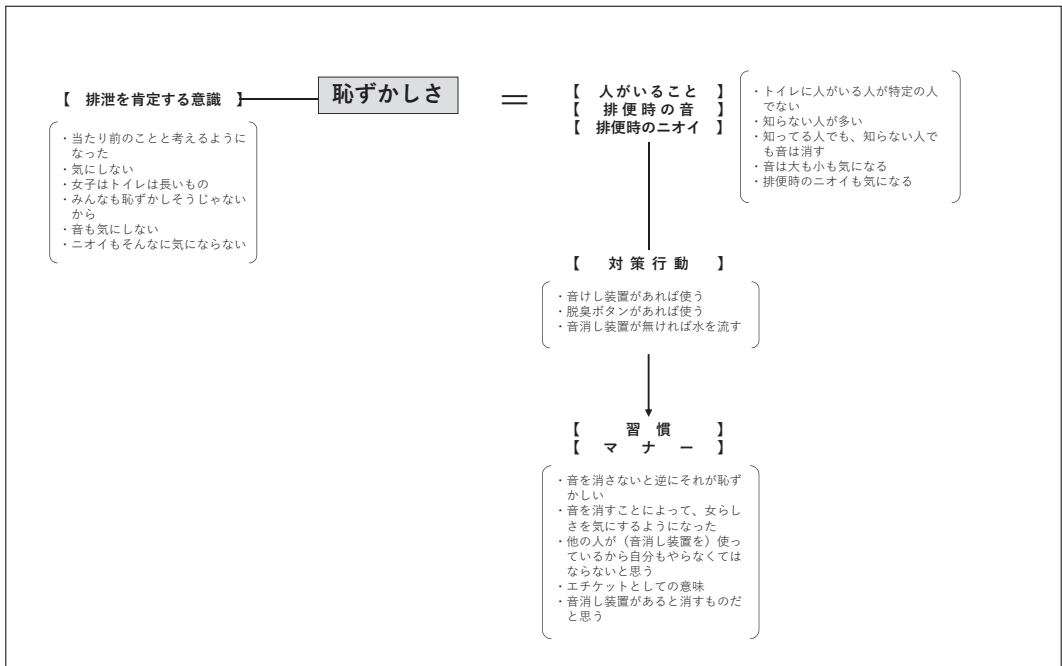 【 排泄を肯定する意識 】
・当たり前のことと考えるように
なった
・気にしない
・女子はトイレは長いもの
・みんなも恥ずかしそうじゃない
から
・音も気にしない
・ニオイもそんなに気にならない
恥ずかしさ
＝
【 人がいること 】
【 排便時の音 】
【 排便時のニオイ 】
・トイレに人がいる人が特定の人
でない
・知らない人が多い
・知ってる人でも、知らない人で
も音は消す
・音は大も小も気になる
・排便時のニオイも気になる
【 対策行動 】
・音けし装置があれば使う
・脱臭ボタンがあれば使う
・音消し装置が無ければ水を流す
【 習慣 】
【 マナー 】
・音を消さないと逆にそれが恥ず
かしい
・音を消すことによって、女らし
さを気にするようになった
・他の人が（音消し装置を）使っ
ているから自分もやらなくては
ならないと思う
・エチケットとしての意味
・音消し装置があると消すものだ
と思う